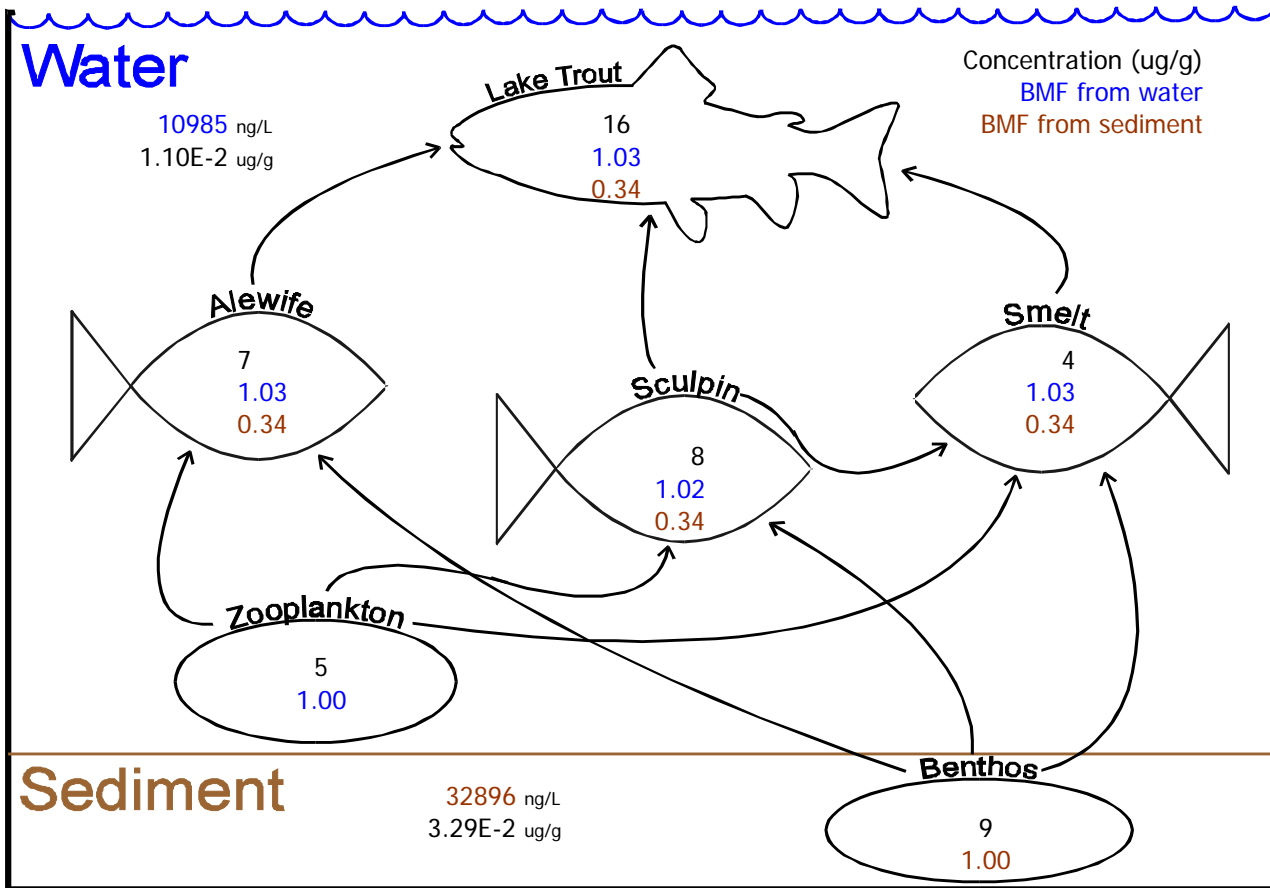 Water
10985 ng/L
1.10E-2 ug/g
Concentration (ug/g)
BMF from water
BMF from sediment
Lake Trout
16
1.03
0.34
Alewife
7
1.03
0.34
Sculpin
8
1.02
0.34
Smelt
4
1.03
0.34
Zooplankton
5
1.00
Sediment
32896 ng/L
3.29E-2 ug/g
Benthos
9
1.00